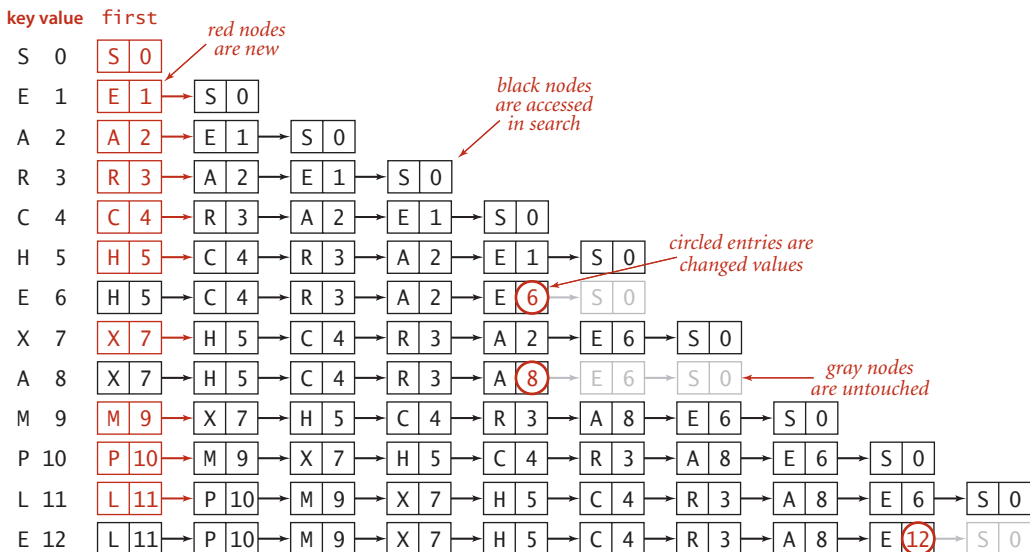 key value first
red nodes
are new
S 0 S 0
E 1 E 1 S 0
black nodes
are accessed
in search
A 2 A 2 E 1 S 0
R 3 R 3 A 2 E 1 S 0
C 4 C 4 R 3 A 2 E 1 S 0
circled entries are
changed values
H 5 H 5 C 4 R 3 A 2 E 1 S 0
E 6 H 5 C 4 R 3 A 2 E 6 S 0
X 7 X 7 H 5 C 4 R 3 A 2 E 6 S 0
A 8 X 7 H 5 C 4 R 3 A 8 E 6 S 0
gray nodes
are untouched
M 9 M 9 X 7 H 5 C 4 R 3 A 8 E 6 S 0
P 10 P 10 M 9 X 7 H 5 C 4 R 3 A 8 E 6 S 0
L 11 L 11 P 10 M 9 X 7 H 5 C 4 R 3 A 8 E 6 S 0
E 12 L 11 P 10 M 9 X 7 H 5 C 4 R 3 A 8 E 12 S 0